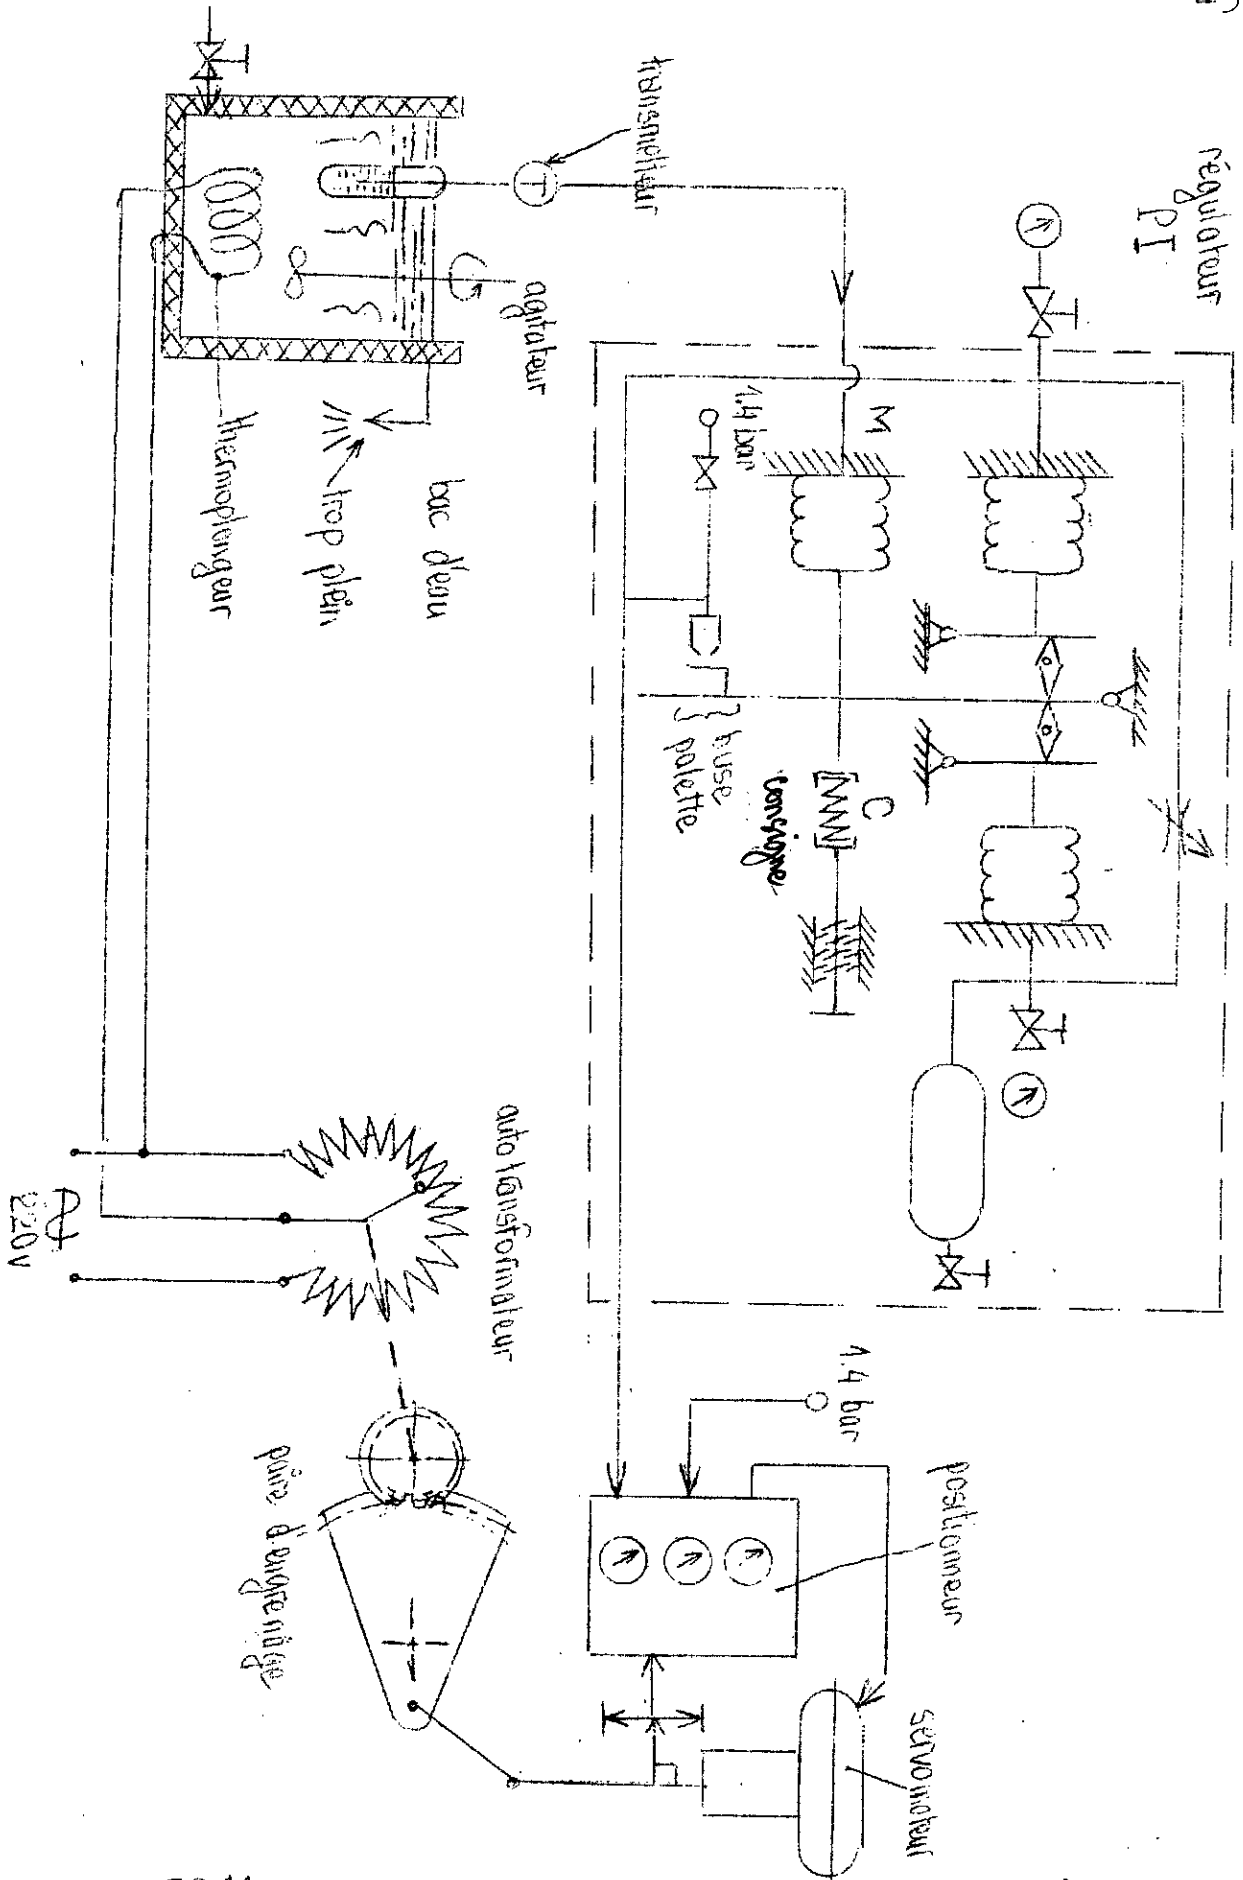 régulateur
PI
transmetteur
T
agitateur
M
1.4 bar
buse
palette
C
consigne
bac d'eau
trop plein
thermoplongeur
autotransformateur
220v
1.4 bar
positionneur
servomoteur
paire d'engrenage